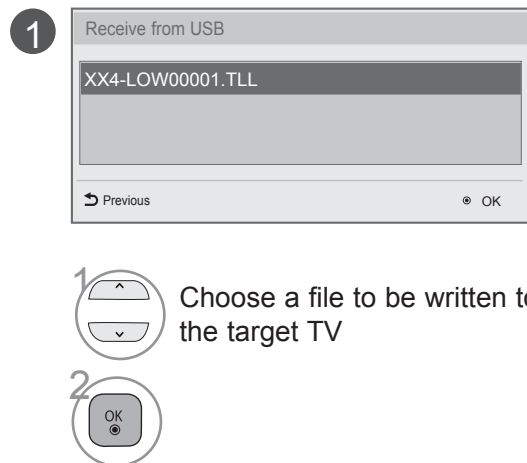 1
Receive from USB
XX4-LOW00001.TLL
Previous
OK
1
Choose a file to be written to
the target TV
2
OK